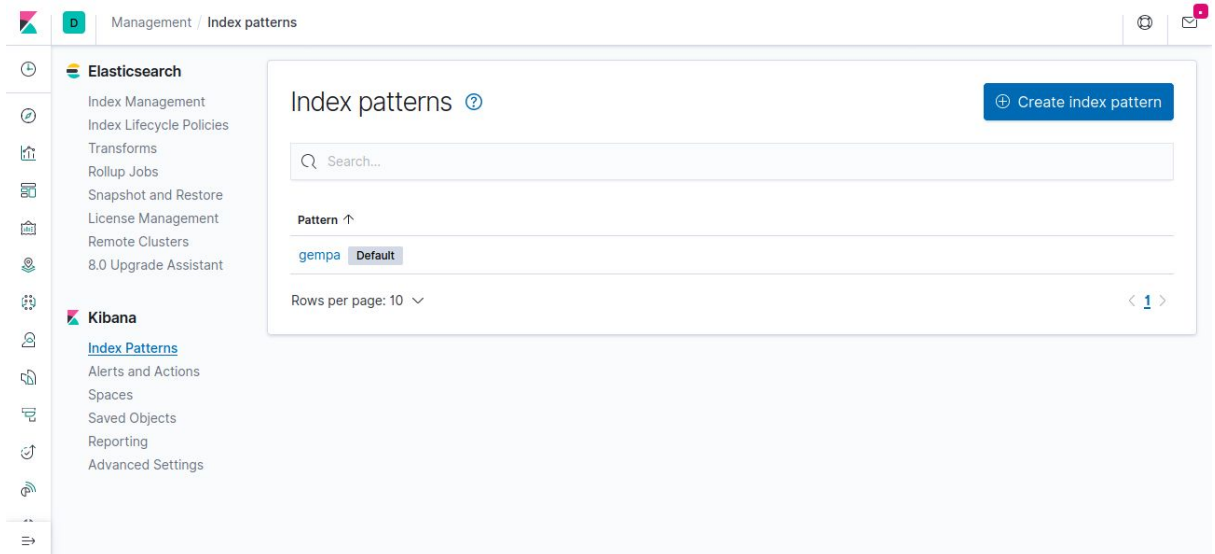 D Management / Index patterns
Elasticsearch
Index Management
Index Lifecycle Policies
Transforms
Rollup Jobs
Snapshot and Restore
License Management
Remote Clusters
8.0 Upgrade Assistant
Kibana
Index Patterns
Alerts and Actions
Spaces
Saved Objects
Reporting
Advanced Settings
Index patterns
Create index pattern
Search...
Pattern ↑
gempa Default
Rows per page: 10
< 1 >